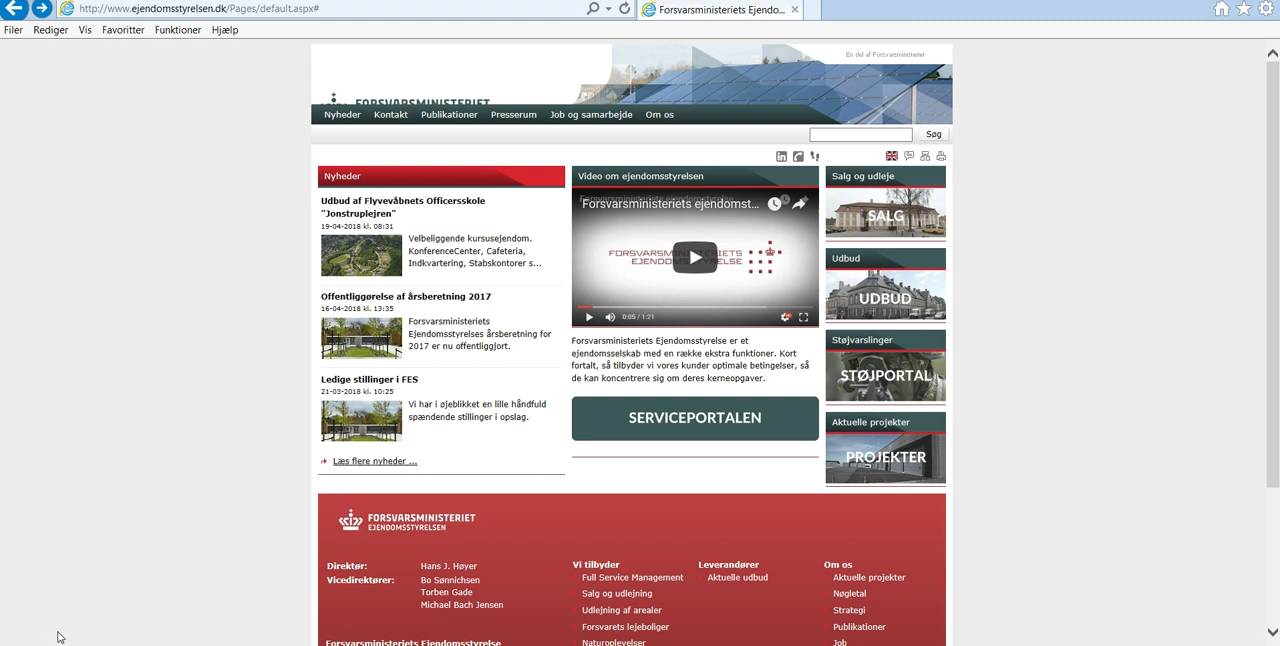 http://www.ejendomsstyrelsen.dk/Pages/default.aspx#
Forsvarsministeriets Ejendo...
Filer Rediger Vis Favoritter Funktioner Hjælp
En del af Forsvarsministeriet
FORSVARSMINISTERIET
Nyheder Kontakt Publikationer Presserum Job og samarbejde Om os
Søg
Nyheder
Udbud af Flyvevåbnets Officersskole
"Jonstruplejren"
19-04-2018 kl. 08:31
Velbeliggende kursusejendom.
KonferenceCenter, Cafeteria,
Indkvartering, Stabskontorer s...
Offentliggørelse af årsberetning 2017
16-04-2018 kl. 13:35
Forsvarsministeriets
Ejendomsstyrelses årsberetning for
2017 er nu offentliggjort.
Ledige stillinger i FES
21-03-2018 kl. 10:25
Vi har i øjeblikket en lille håndfuld
spændende stillinger i opslag.
Læs flere nyheder ...
Video om ejendomsstyrelsen
Forsvarsministeriets ejendomst...
FORSVARSMINISTERIETS
EJENDOMSSTYRELSE
0:05 / 1:21
Forsvarsministeriets Ejendomsstyrelse er et
ejendomsselskab med en række ekstra funktioner. Kort
fortalt, så tilbyder vi vores kunder optimale betingelser, så
de kan koncentrere sig om deres kerneopgaver.
SERVICEPORTALEN
Salg og udleje
SALG
Udbud
UDBUD
Støjvarslinger
STØJPORTAL
Aktuelle projekter
PROJEKTER
FORSVARSMINISTERIET
EJENDOMSSTYRELSEN
Direktør: Hans J. Høyer
Vicedirektører: Bo Sønnichsen
Torben Gade
Michael Bach Jensen
Forsvarsministeriets Ejendomsstyrelse
Vi tilbyder
Full Service Management
Salg og udlejning
Udlejning af arealer
Forsvarets lejeboliger
Naturoplevelser
Leverandører
Aktuelle udbud
Om os
Aktuelle projekter
Nøgletal
Strategi
Publikationer
Job